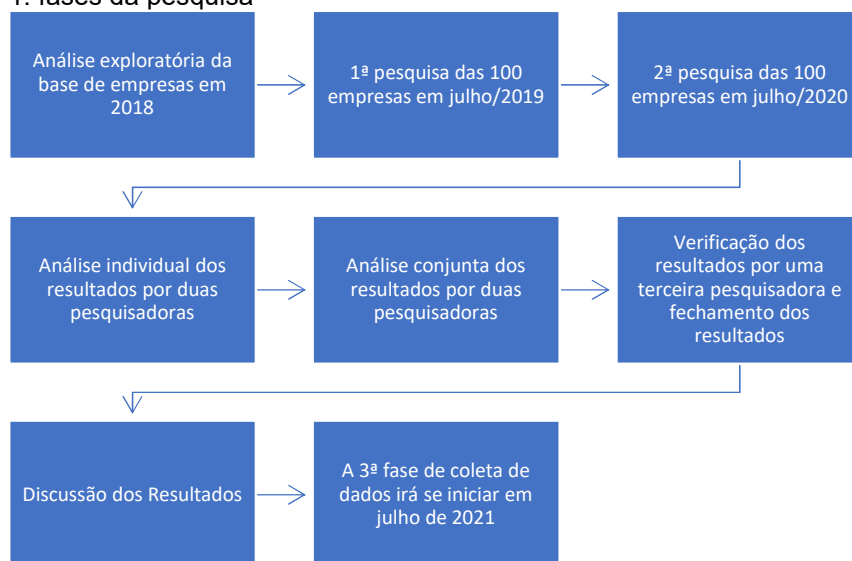 1. fases da pesquisa
Análise exploratória da
base de empresas em
2018
1ª pesquisa das 100
empresas em julho/2019
2ª pesquisa das 100
empresas em julho/2020
Análise individual dos
resultados por duas
pesquisadoras
Análise conjunta dos
resultados por duas
pesquisadoras
Verificação dos
resultados por uma
terceira pesquisadora e
fechamento dos
resultados
Discussão dos Resultados
A 3ª fase de coleta de
dados irá se iniciar em
julho de 2021